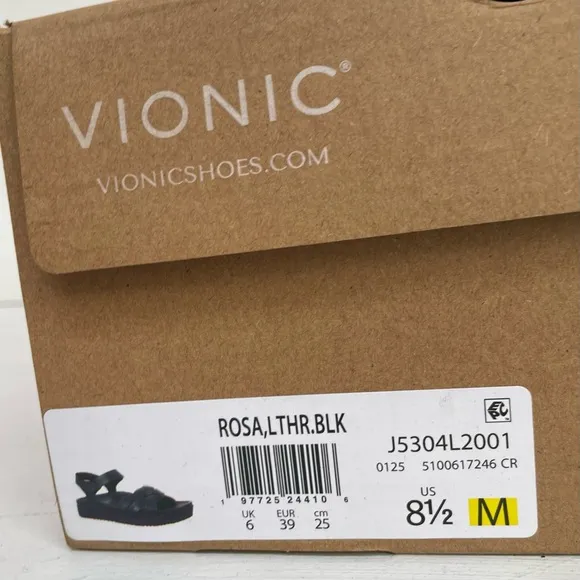 VIONIC®
VIONICSHOES.COM
ROSA,LTHR.BLK
J5304L2001
0125 5100617246 CR
1 97725 24410 6
UK EUR cm
6 39 25
US
8½ M